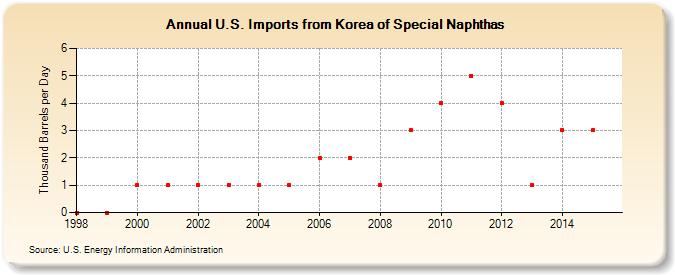 Annual U.S. Imports from Korea of Special Naphthas
Thousand Barrels per Day
6
5
4
3
2
1
0
1998 2000 2002 2004 2006 2008 2010 2012 2014
Source: U.S. Energy Information Administration